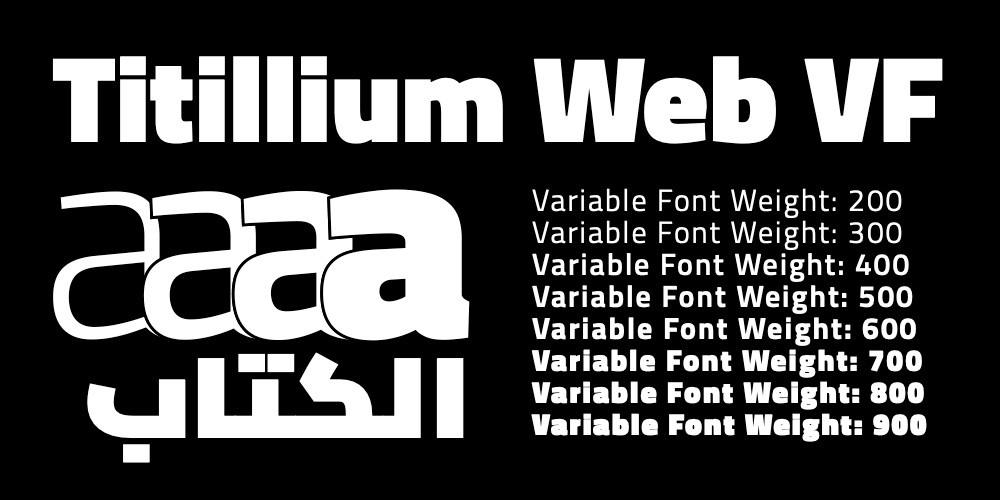 Titillium Web VF
aaaa
الكتاب
Variable Font Weight: 200
Variable Font Weight: 300
Variable Font Weight: 400
Variable Font Weight: 500
Variable Font Weight: 600
Variable Font Weight: 700
Variable Font Weight: 800
Variable Font Weight: 900